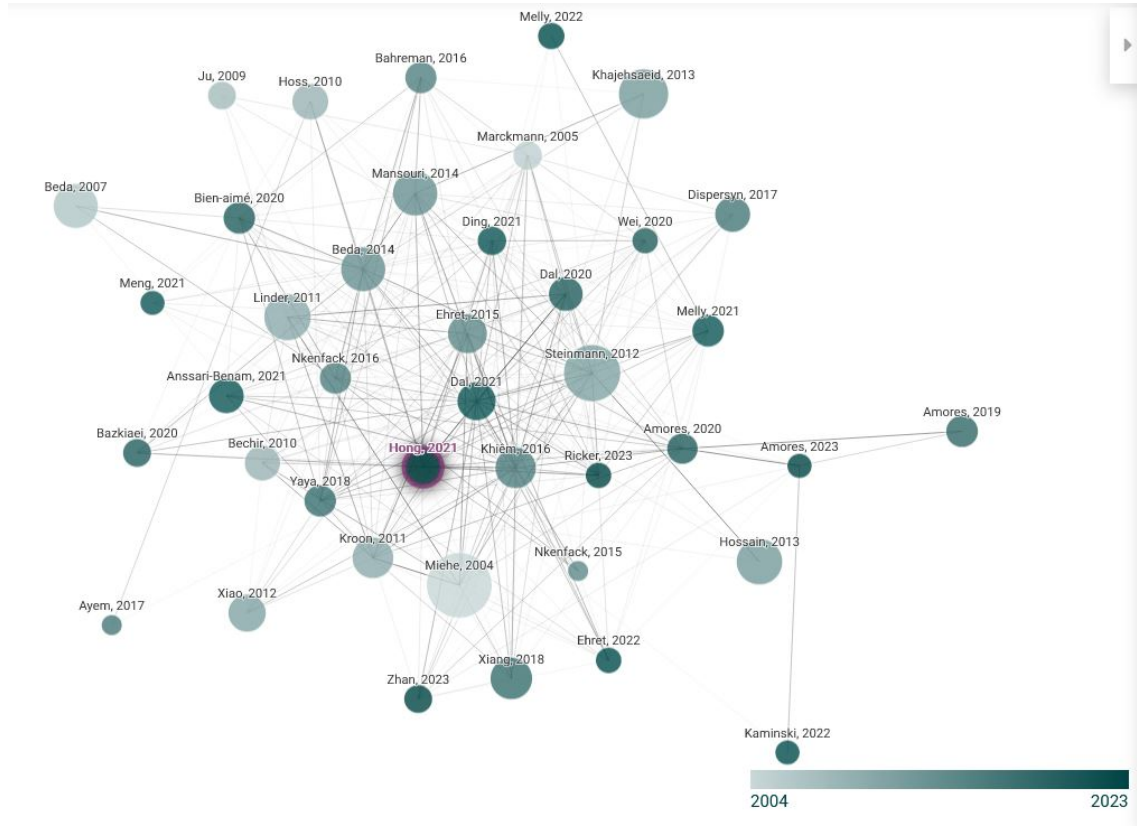 Melly, 2022
Bahreman, 2016
Ju, 2009
Hoss, 2010
Khajehsaeid, 2013
Marckmann, 2005
Mansouri, 2014
Beda, 2007
Bien-aimé, 2020
Dispersyn, 2017
Ding, 2021
Wei, 2020
Beda, 2014
Dal, 2020
Meng, 2021
Linder, 2011
Ehret, 2015
Melly, 2021
Nkenfack, 2016
Steinmann, 2012
Anssari-Benam, 2021
Dal, 2021
Amores, 2019
Bazkiaei, 2020
Bechir, 2010
Hong, 2021
Khiêm, 2016
Amores, 2020
Ricker, 2023
Amores, 2023
Yaya, 2018
Kroon, 2011
Miehe, 2004
Nkenfack, 2015
Hossain, 2013
Ayem, 2017
Xiao, 2012
Ehret, 2022
Zhan, 2023
Xiang, 2018
Kaminski, 2022
2004
2023